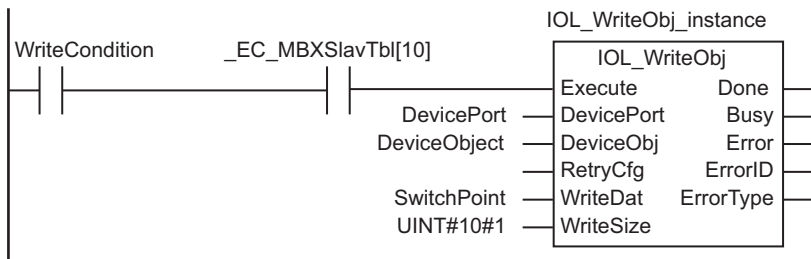 IOL_WriteObj_instance
WriteCondition _EC_MBXSlavTbl[10] IOL_WriteObj
Execute Done
DevicePort DevicePort Busy
DeviceObject DeviceObj Error
RetryCfg ErrorID
SwitchPoint WriteDat ErrorType
UINT#10#1 WriteSize